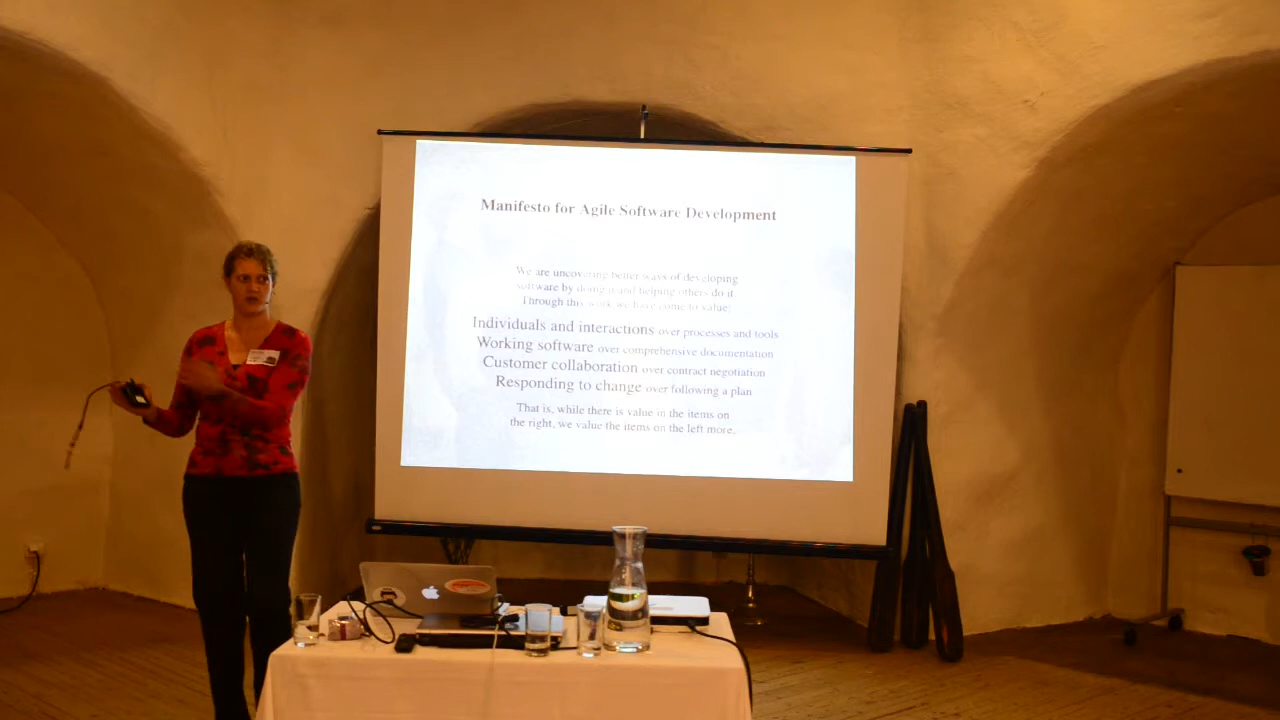 Manifesto for Agile Software Development
We are uncovering better ways of developing
software by doing it and helping others do it
Through this work we have come to value:
Individuals and interactions over processes and tools
Working software over comprehensive documentation
Customer collaboration over contract negotiation
Responding to change over following a plan
That is, while there is value in the items on
the right, we value the items on the left more.